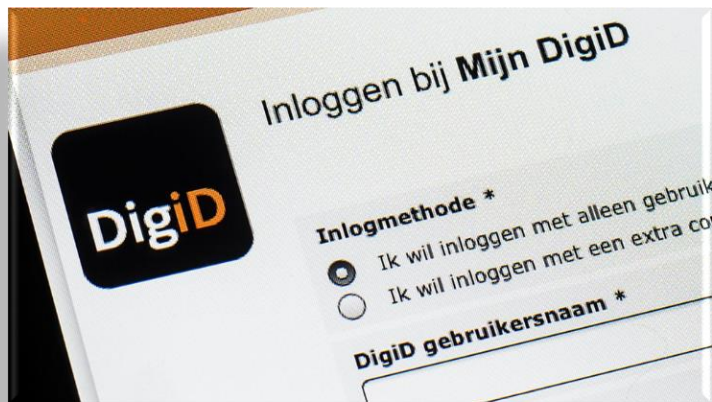 Inloggen bij Mijn DigiD
DigiD
Inlogmethode *
Ik wil inloggen met alleen
Ik wil inloggen met een extra
DigiD gebruikersnaam *